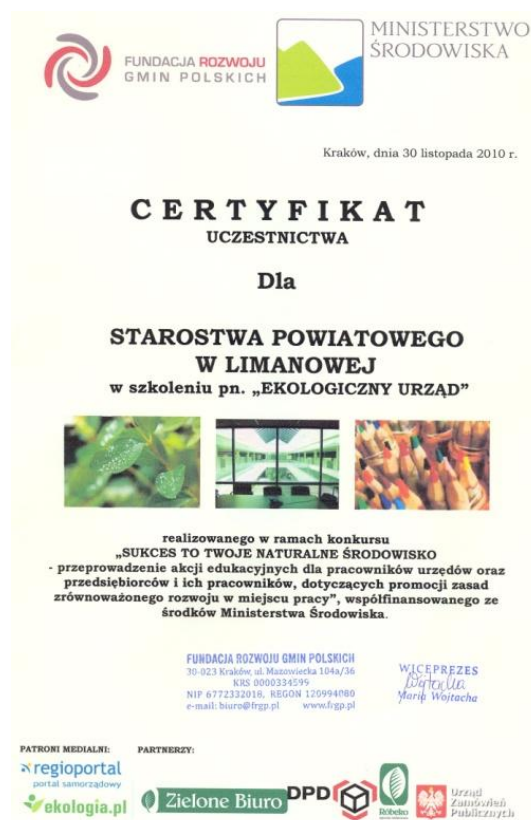 FUNDACJA ROZWOJU
GMIN POLSKICH
MINISTERSTWO
ŚRODOWISKA
Kraków, dnia 30 listopada 2010 r.
CERTYFIKAT
UCZESTNICTWA
Dla
STAROSTWA POWIATOWEGO
W LIMANOWEJ
w szkoleniu pn. „EKOLOGICZNY URZĄD”
realizowanego w ramach konkursu
„SUKCES TO TWOJE NATURALNE ŚRODOWISKO
- przeprowadzenie akcji edukacyjnych dla pracowników urzędów oraz
przedsiębiorców i ich pracowników, dotyczących promocji zasad
zrównoważonego rozwoju w miejscu pracy”, współfinansowanego ze
środków Ministerstwa Środowiska.
FUNDACJA ROZWOJU GMIN POLSKICH
30-023 Kraków, ul. Mazowiecka 104a/36
KRS 0000334599
NIP 6772332018, REGON 120994080
e-mail: biuro@frgp.pl www.frgp.pl
WICEPREZES
Wojtacha
Maria Wojtacha
PATRONI MEDIALNI:
PARTNERZY:
regioportal
portal samorządowy
ekologia.pl
Zielone Biuro
DPD
Röbeko
Urząd
Zamówień
Publicznych